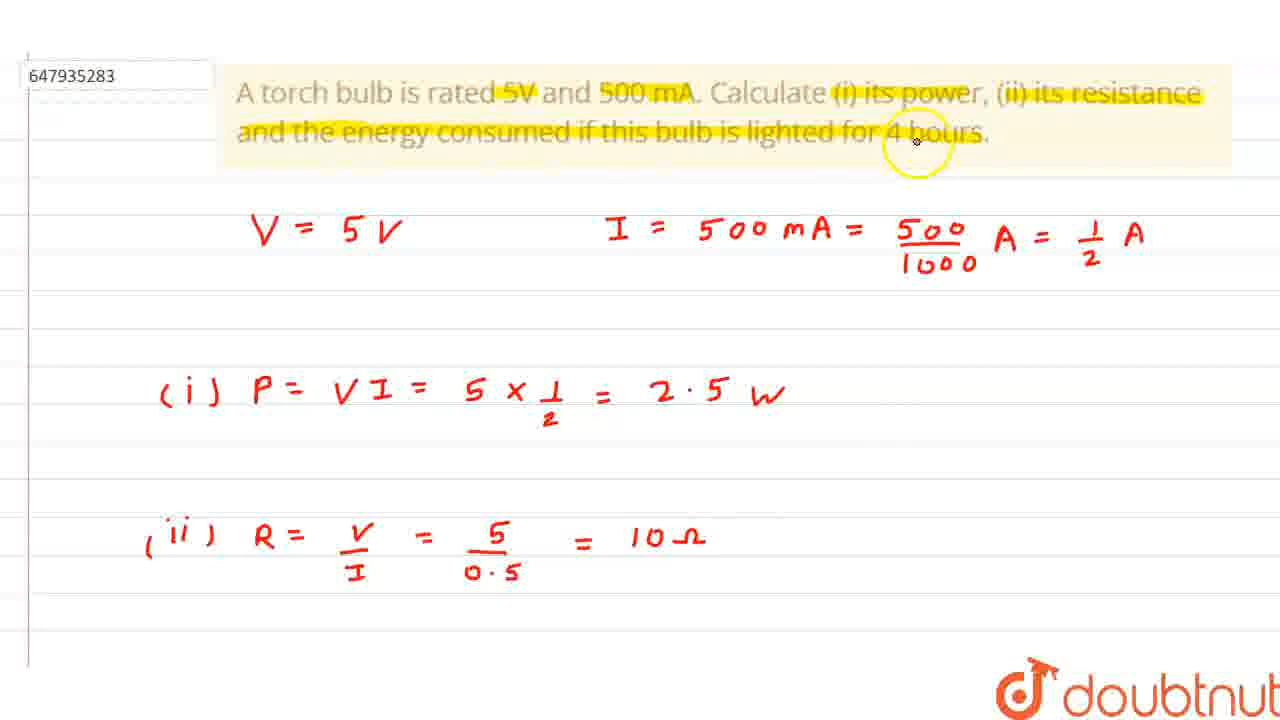 647935283
A torch bulb is rated 5V and 500 mA. Calculate (i) its power, (ii) its resistance
and the energy consumed if this bulb is lighted for 4 hours.
V = 5 V I = 500 mA = 500/1000 A = 1/2 A
(i) P = VI = 5 × 1/2 = 2.5 W
(ii) R = V/I = 5/0.5 = 10 Ω
doubtnut